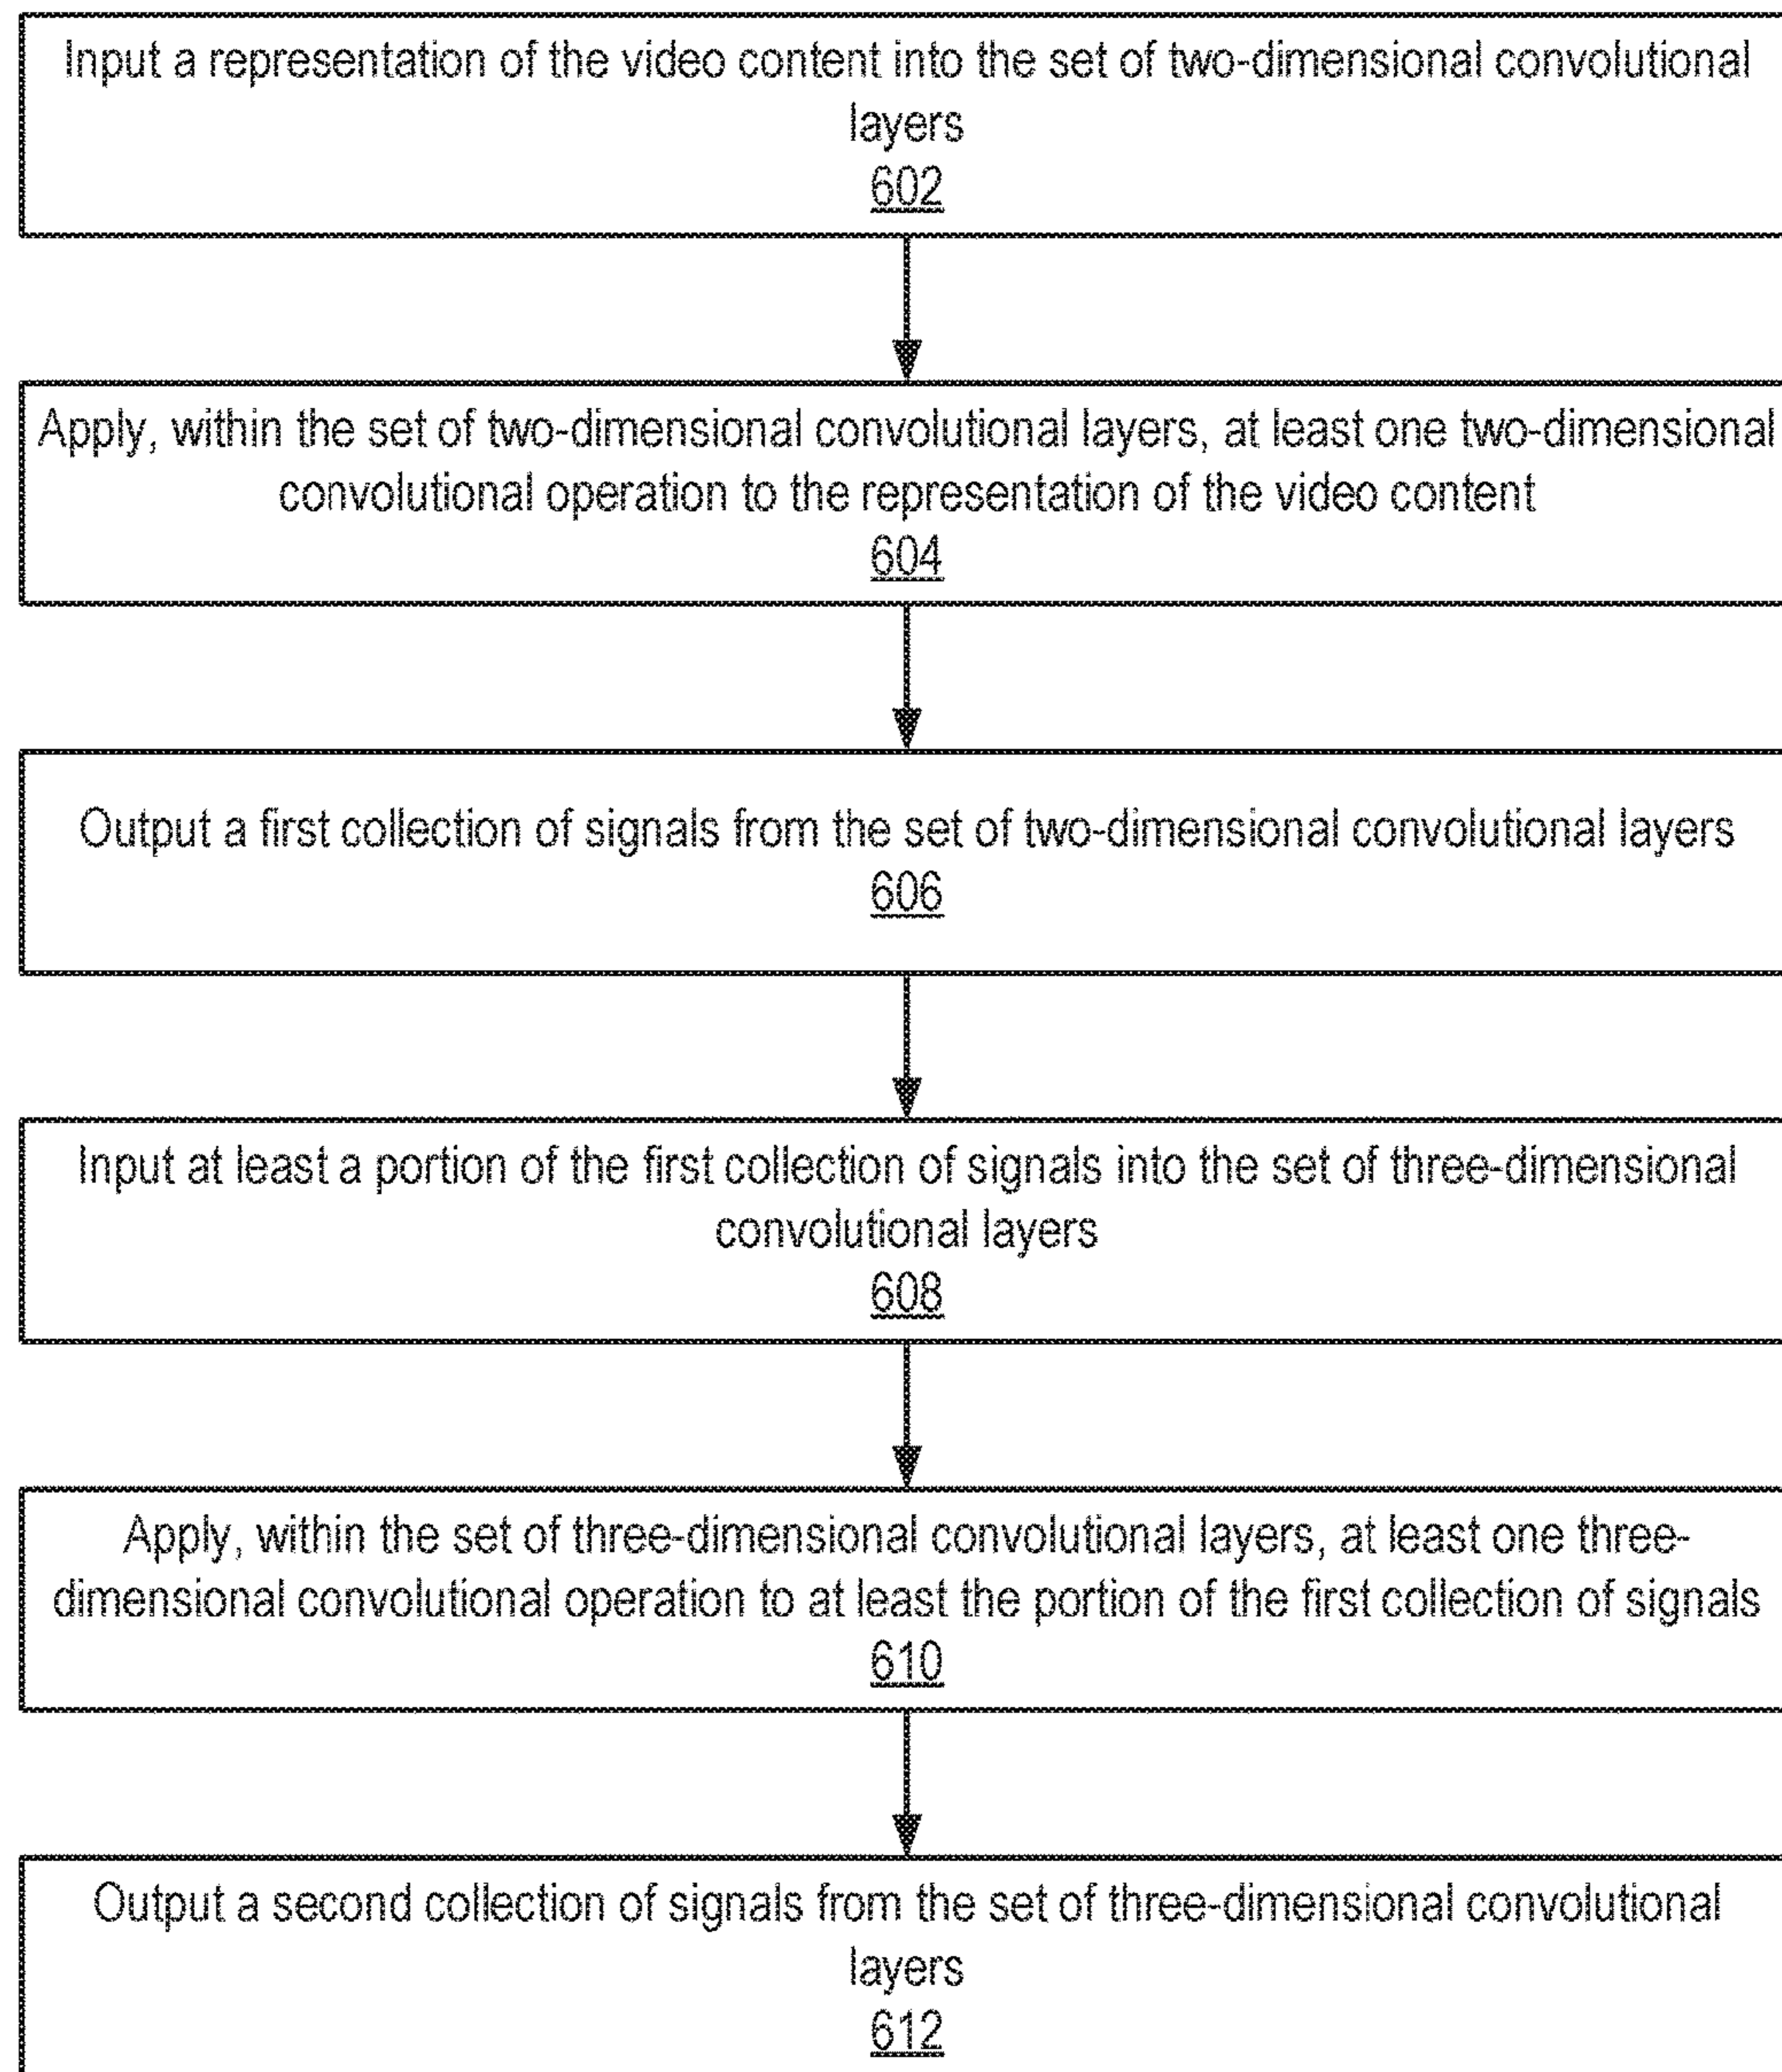 Input a representation of the video content into the set of two-dimensional convolutional
layers
602
Apply, within the set of two-dimensional convolutional layers, at least one two-dimensional
convolutional operation to the representation of the video content
604
Output a first collection of signals from the set of two-dimensional convolutional layers
606
Input at least a portion of the first collection of signals into the set of three-dimensional
convolutional layers
608
Apply, within the set of three-dimensional convolutional layers, at least one three-
dimensional convolutional operation to at least the portion of the first collection of signals
610
Output a second collection of signals from the set of three-dimensional convolutional
layers
612